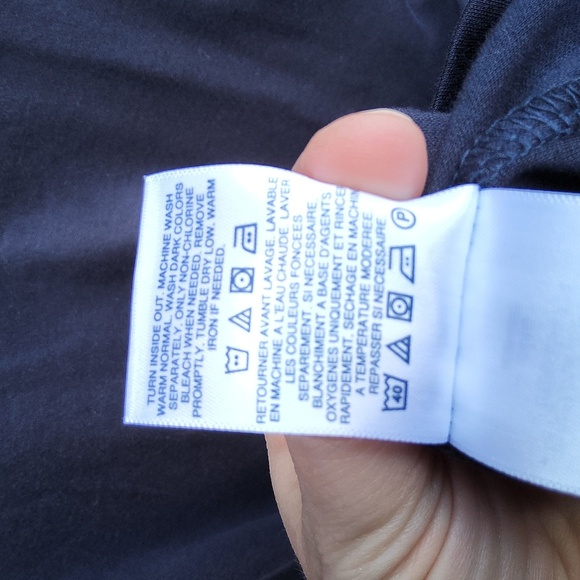 TURN INSIDE OUT MACHINE WASH
WARM NORMAL, WASH DARK COLORS
SEPARATELY, ONLY NON-CHLORINE
BLEACH WHEN NEEDED, REMOVE
PROMPTLY, TUMBLE DRY LOW, WARM
IRON IF NEEDED.
RETOURNER AVANT LAVAGE, LAVABLE
EN MACHINE A L'EAU CHAUDE, LAVER
LES COULEURS FONCEES
SEPAREMENT, SI NECESSAIRE,
BLANCHIMENT A BASE D'AGENTS
OXYGENES UNIQUEMENT ET RINCER
RAPIDEMENT, SECHAGE EN MACHINE
A TEMPERATURE MODEREE
REPASSER SI NECESSAIRE
40 P